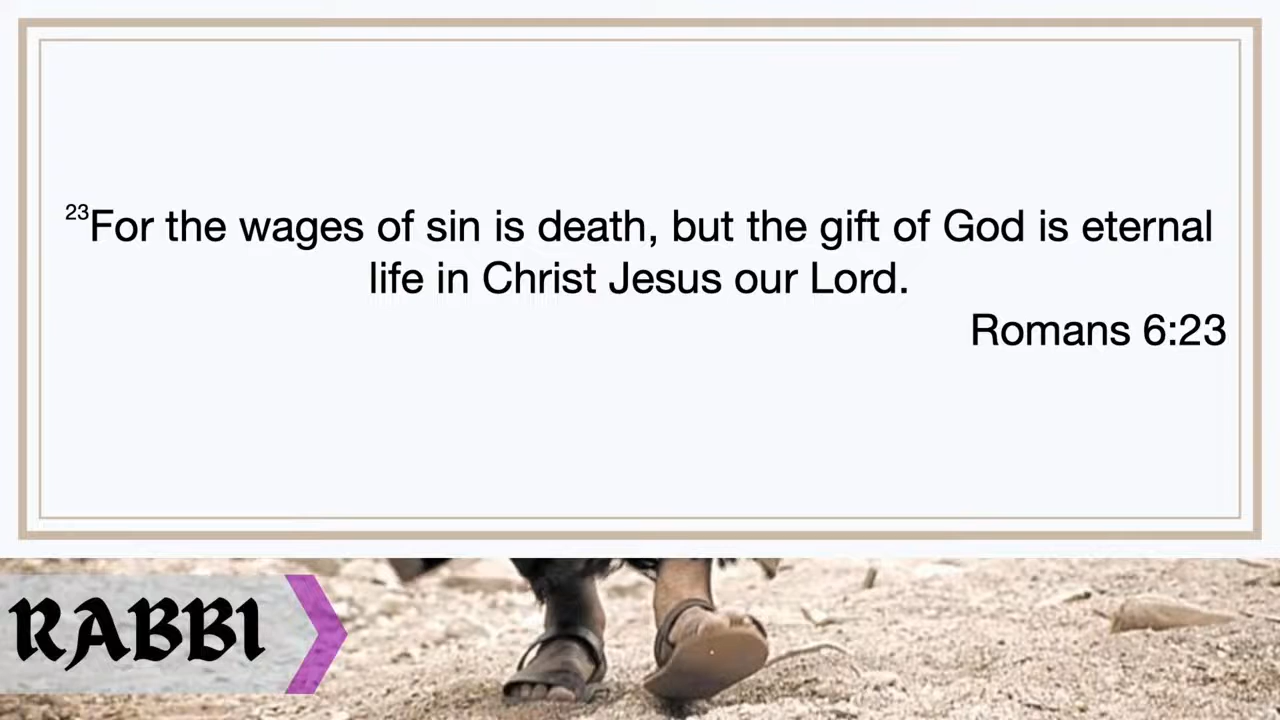 23For the wages of sin is death, but the gift of God is eternal
life in Christ Jesus our Lord.
Romans 6:23
RABBI